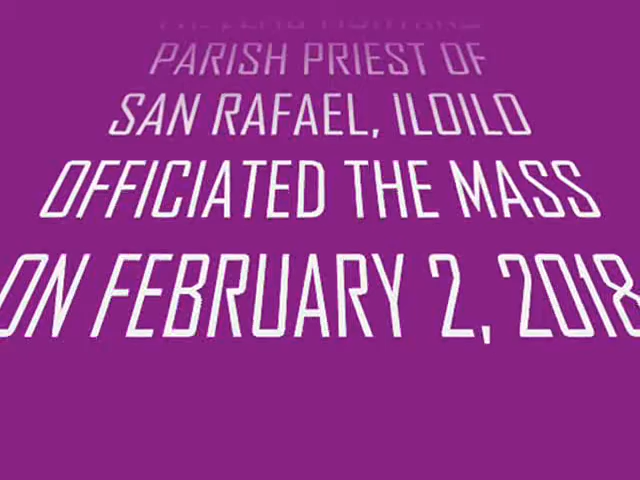 PARISH PRIEST OF
SAN RAFAEL, ILOILO
OFFICIATED THE MASS
ON FEBRUARY 2, 2018